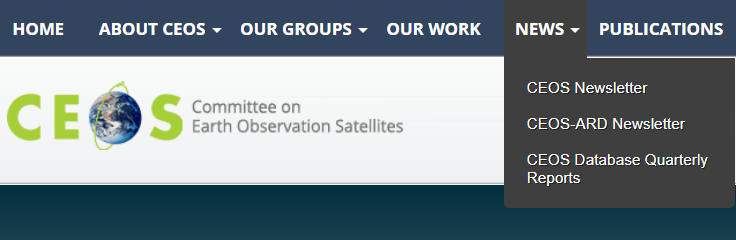 HOME ABOUT CEOS OUR GROUPS OUR WORK NEWS PUBLICATIONS
CEOS
Committee on
Earth Observation Satellites
CEOS Newsletter
CEOS-ARD Newsletter
CEOS Database Quarterly
Reports